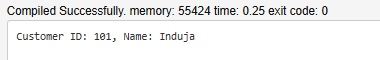 Compiled Successfully. memory: 55424 time: 0.25 exit code: 0
Customer ID: 101, Name: Induja